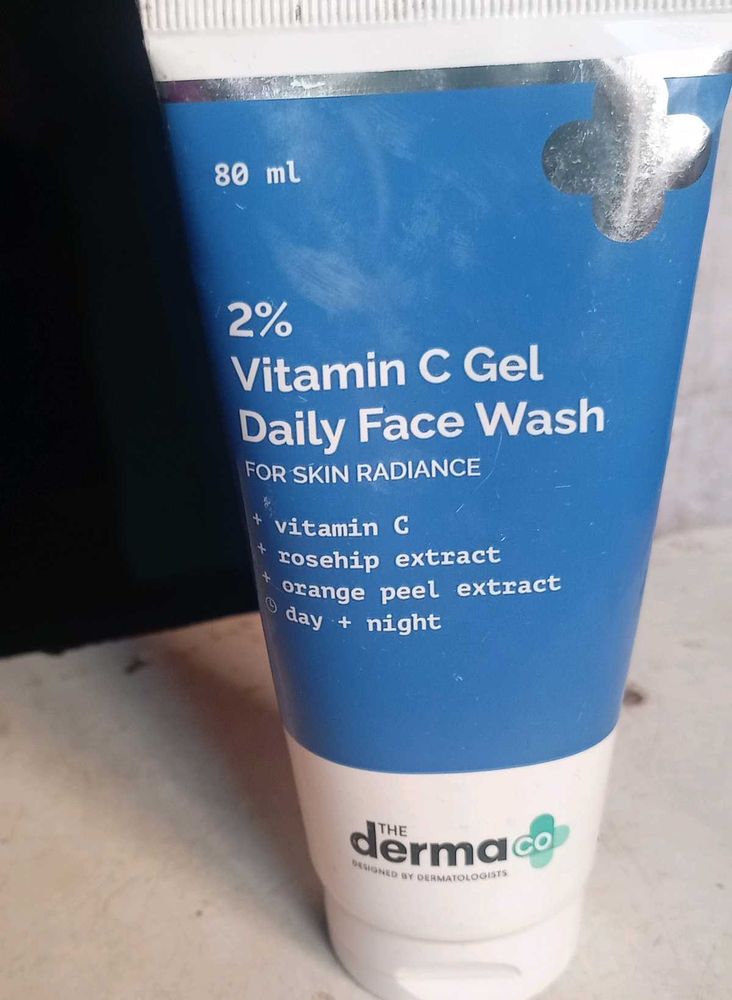 80 ml
2%
Vitamin C Gel
Daily Face Wash
FOR SKIN RADIANCE
+ vitamin C
+ rosehip extract
+ orange peel extract
day + night
THE
derma co
DESIGNED BY DERMATOLOGISTS